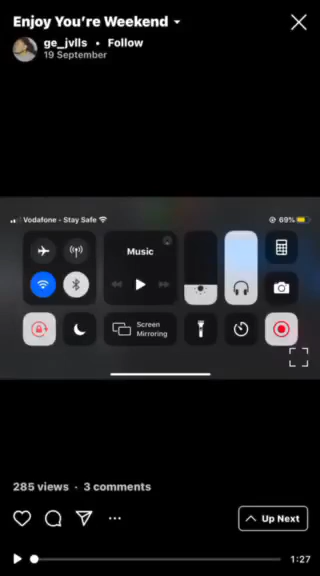 Enjoy You're Weekend
ge_jvlls • Follow
19 September
Vodafone - Stay Safe
69%
Music
Screen
Mirroring
285 views · 3 comments
Up Next
1:27